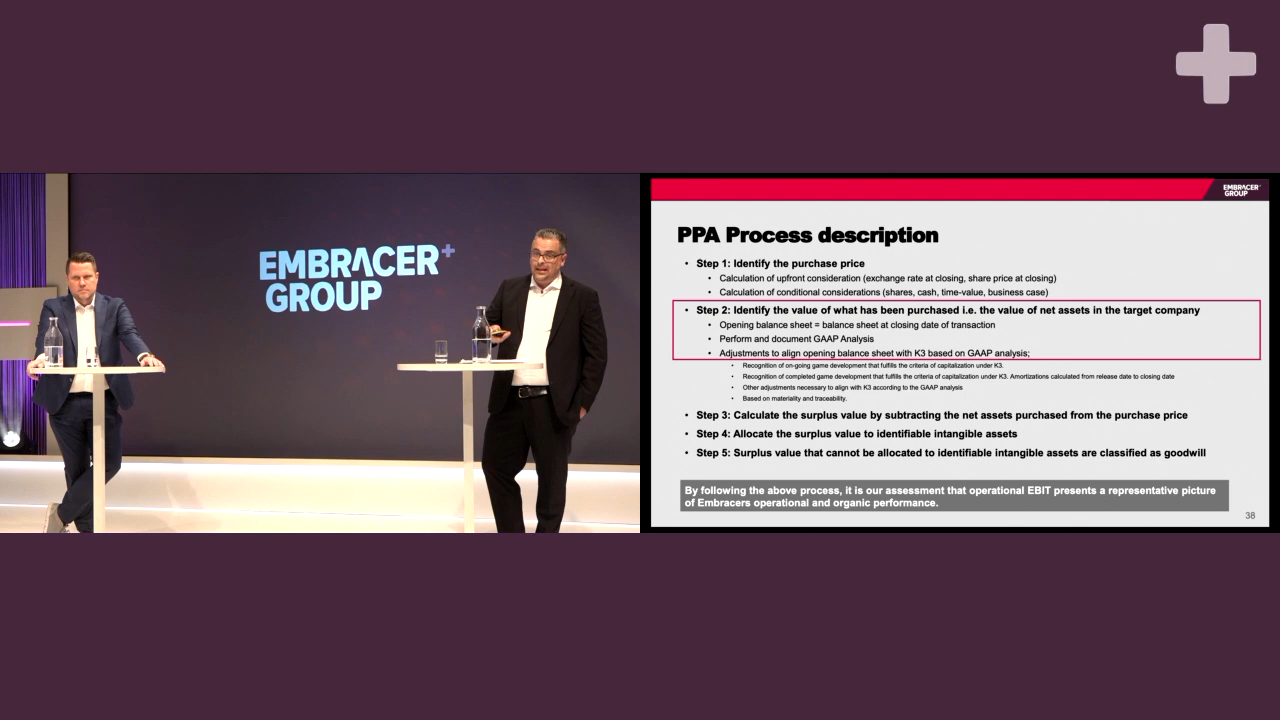 EMBRACER+
GROUP
EMBRACER+
GROUP
PPA Process description
• Step 1: Identify the purchase price
• Calculation of upfront consideration (exchange rate at closing, share price at closing)
• Calculation of conditional considerations (shares, cash, time-value, business case)
• Step 2: Identify the value of what has been purchased i.e. the value of net assets in the target company
• Opening balance sheet = balance sheet at closing date of transaction
• Perform and document GAAP Analysis
• Adjustments to align opening balance sheet with K3 based on GAAP analysis;
• Recognition of on-going game development that fulfills the criteria of capitalization under K3.
• Recognition of completed game development that fulfills the criteria of capitalization under K3. Amortizations calculated from release date to closing date
• Other adjustments necessary to align with K3 according to the GAAP analysis
• Based on materiality and traceability.
• Step 3: Calculate the surplus value by subtracting the net assets purchased from the purchase price
• Step 4: Allocate the surplus value to identifiable intangible assets
• Step 5: Surplus value that cannot be allocated to identifiable intangible assets are classified as goodwill
By following the above process, it is our assessment that operational EBIT presents a representative picture
of Embracers operational and organic performance.
38